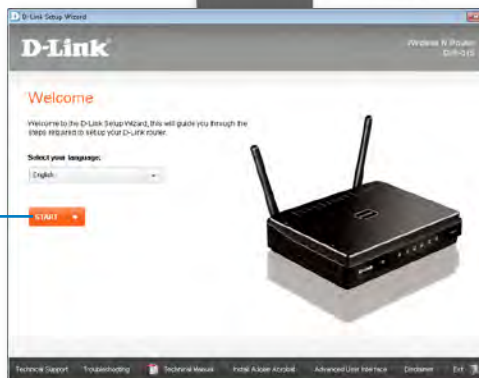 D-Link Setup Wizard
D-Link
Wireless N Router
Welcome
Welcome to the D-Link Setup Wizard, this will guide you through the
steps required to setup your D-Link router.
Select your language:
English
START
Technical Support Troubleshooting Technical Manual Install Adobe Acrobat Advanced User Interface Disclaimer Exit